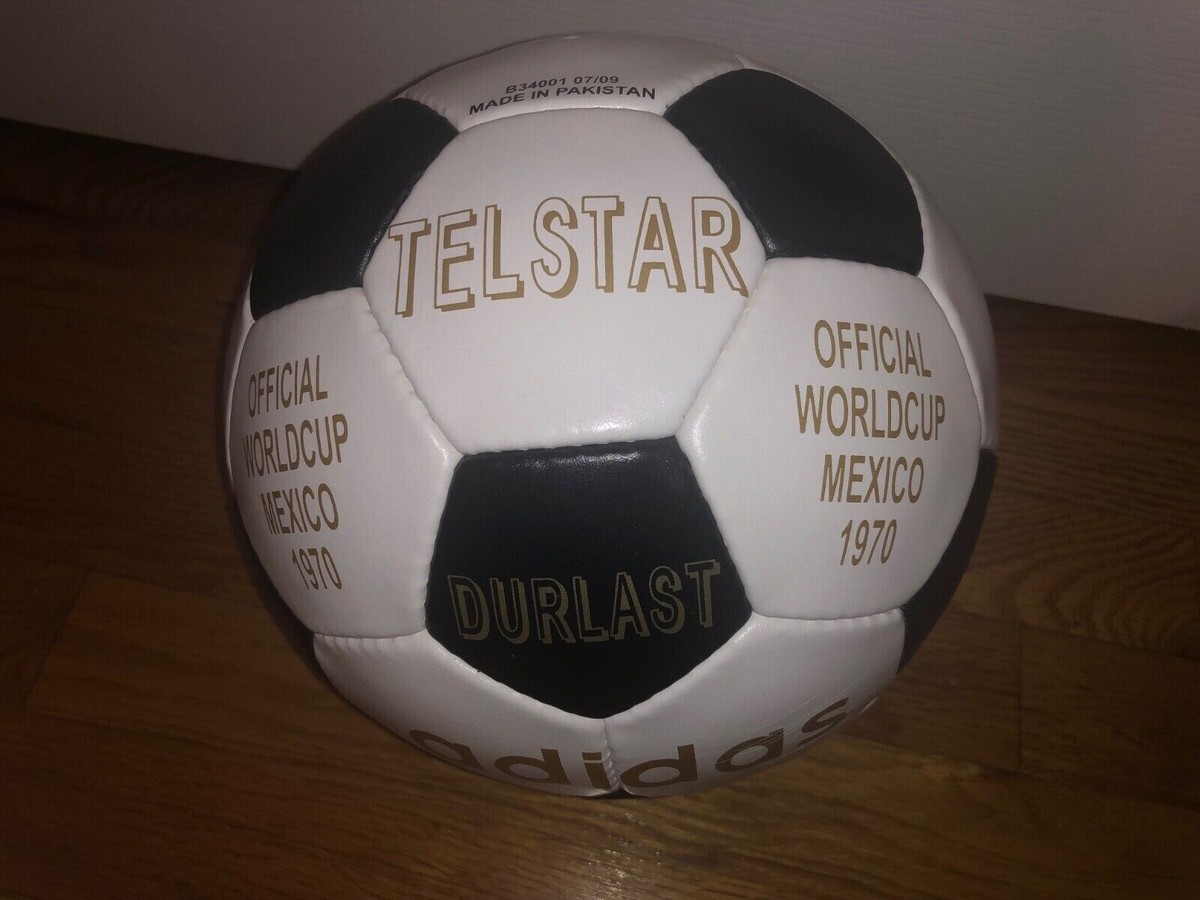 B34001 07/09
MADE IN PAKISTAN
TELSTAR
OFFICIAL
WORLDCUP
MEXICO
1970
OFFICIAL
WORLDCUP
MEXICO
1970
DURLAST
adidas